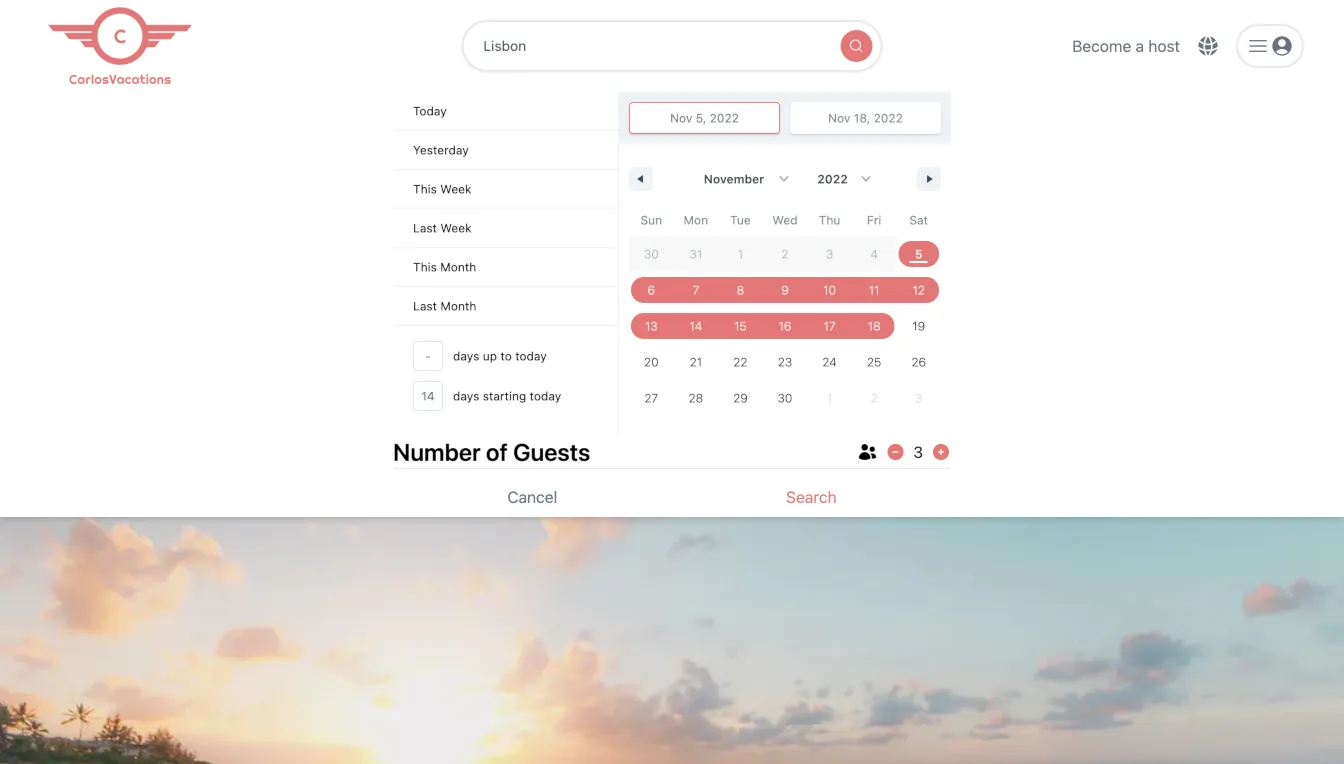 C
CarlosVacations
Lisbon
Become a host
Today
Yesterday
This Week
Last Week
This Month
Last Month
- days up to today
14 days starting today
Nov 5, 2022 Nov 18, 2022
November 2022
Sun Mon Tue Wed Thu Fri Sat
30 31 1 2 3 4 5
6 7 8 9 10 11 12
13 14 15 16 17 18 19
20 21 22 23 24 25 26
27 28 29 30 1 2 3
Number of Guests 3
Cancel Search